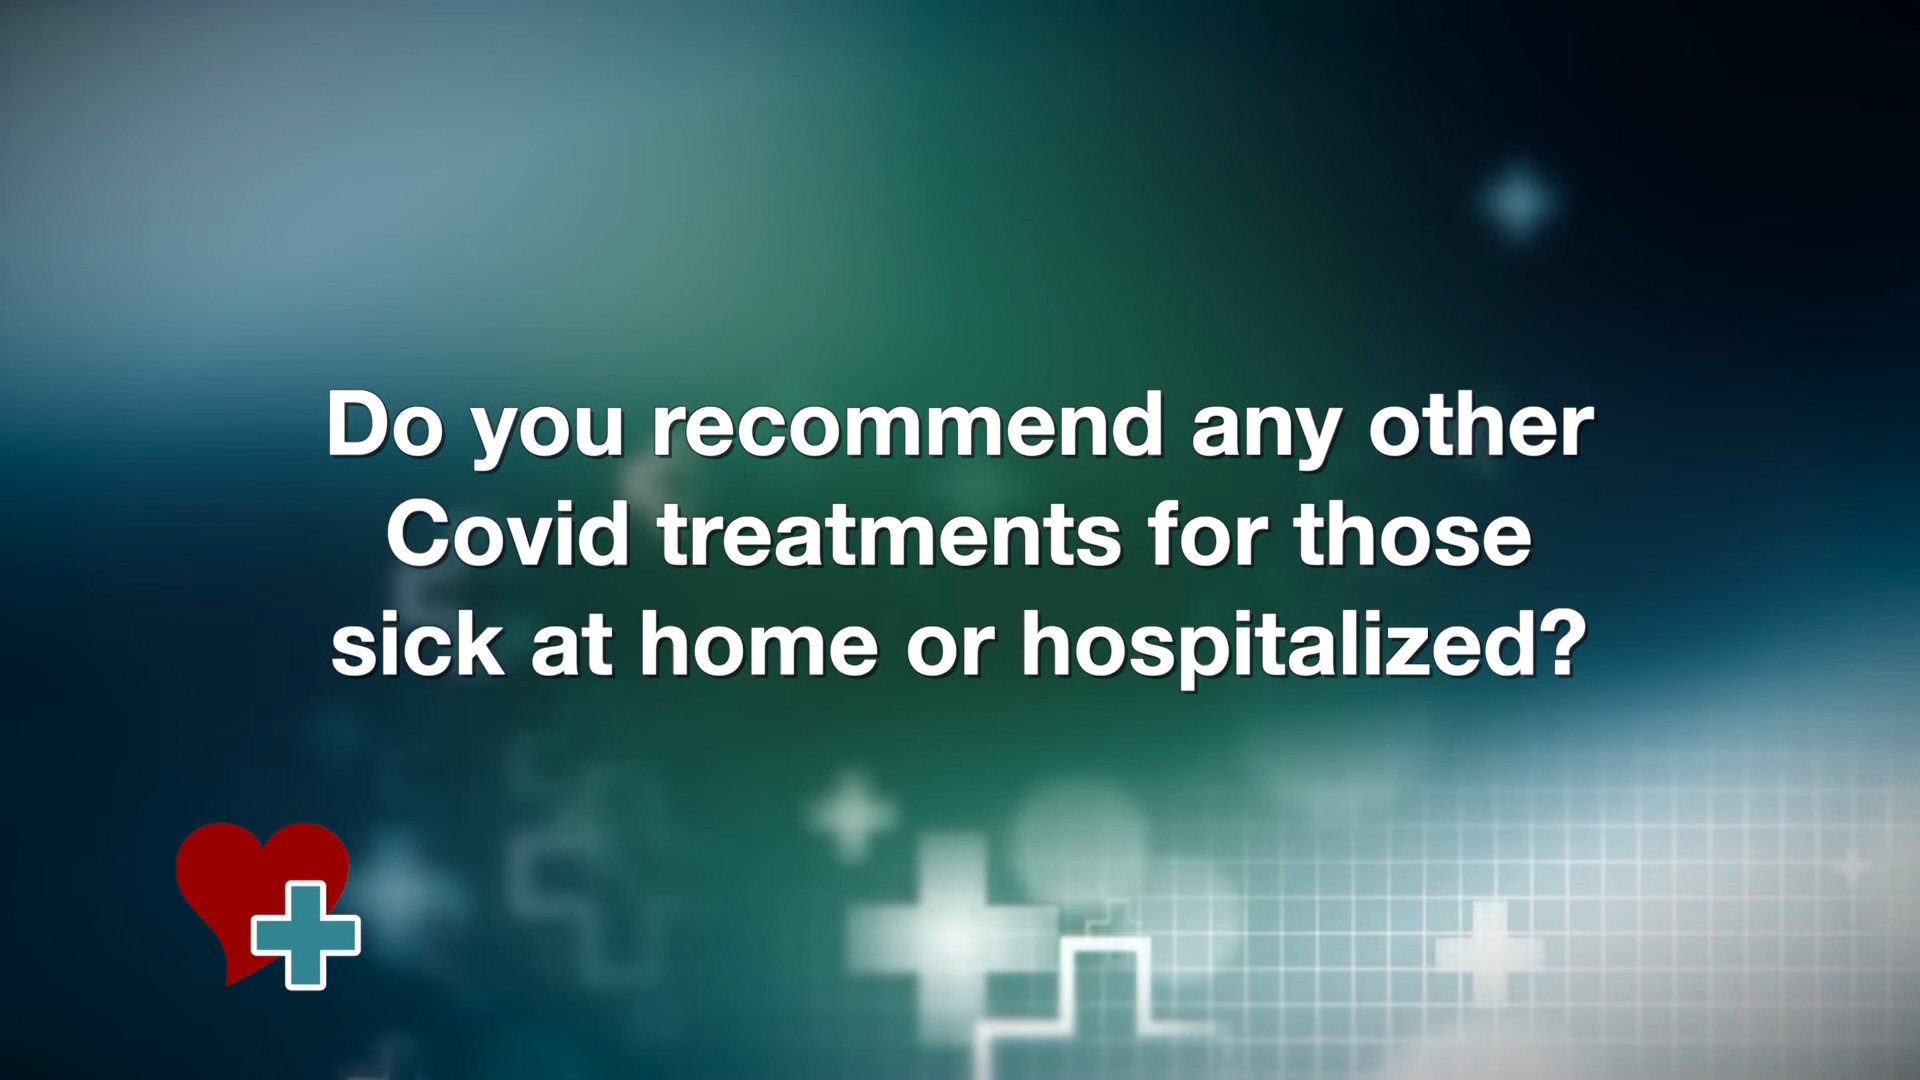 Do you recommend any other
Covid treatments for those
sick at home or hospitalized?